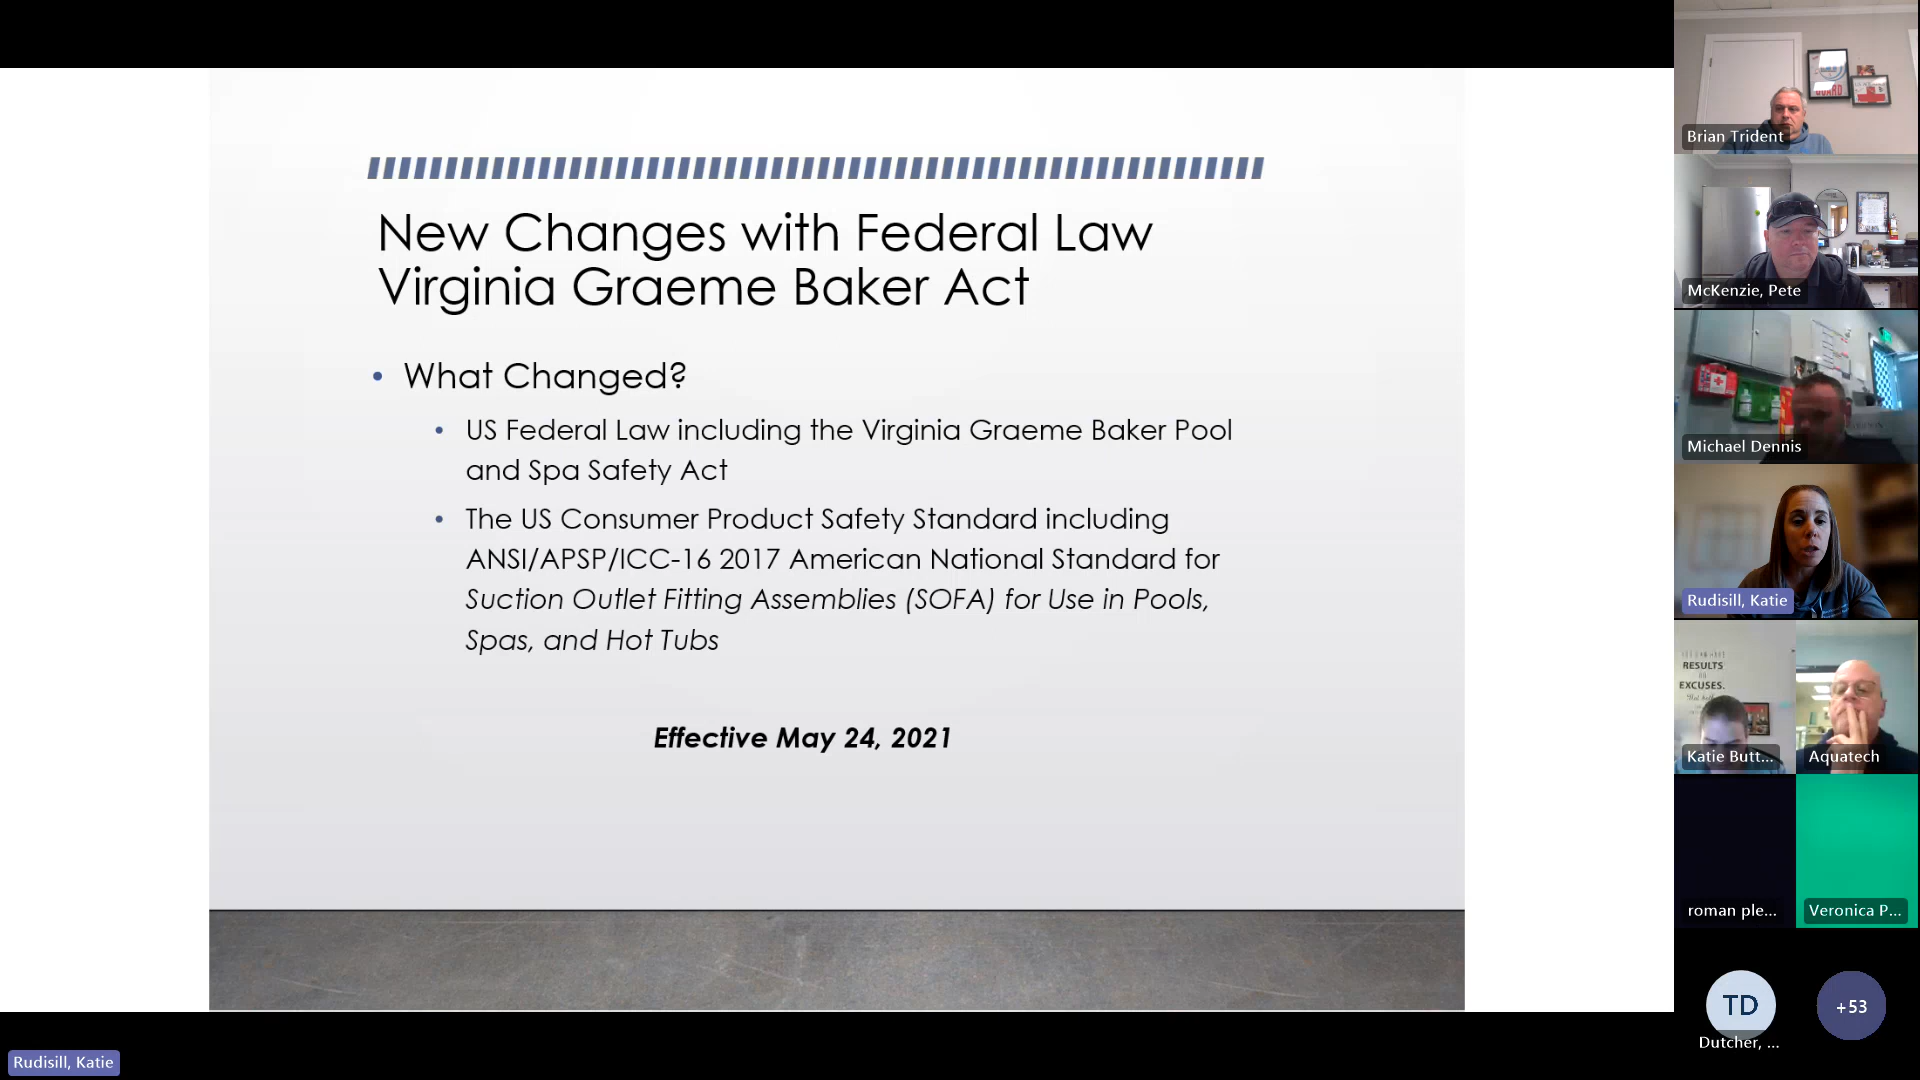 New Changes with Federal Law
Virginia Graeme Baker Act
• What Changed?
• US Federal Law including the Virginia Graeme Baker Pool
and Spa Safety Act
• The US Consumer Product Safety Standard including
ANSI/APSP/ICC-16 2017 American National Standard for
Suction Outlet Fitting Assemblies (SOFA) for Use in Pools,
Spas, and Hot Tubs
Effective May 24, 2021
Rudisill, Katie
Brian Trident
McKenzie, Pete
Michael Dennis
Rudisill, Katie
RESULTS
EXCUSES.
Katie Butt...
Aquatech
roman ple...
Veronica P...
TD
Dutcher, ...
+53